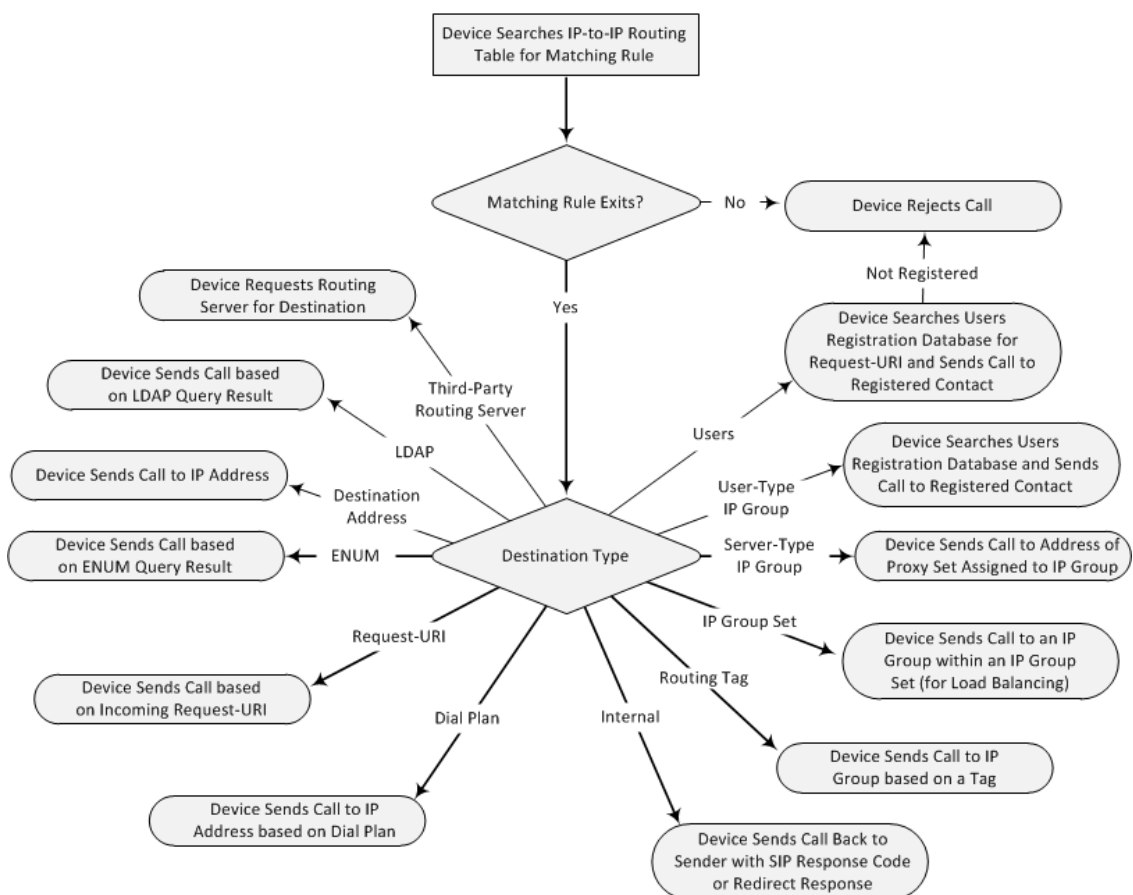 Device Searches IP-to-IP Routing
Table for Matching Rule
Matching Rule Exits?
No
Device Rejects Call
Not Registered
Yes
Device Requests Routing
Server for Destination
Device Searches Users
Registration Database for
Request-URI and Sends Call to
Registered Contact
Device Sends Call based
on LDAP Query Result
Third-Party
Routing Server
Users
LDAP
Device Searches Users
Registration Database and Sends
Call to Registered Contact
Device Sends Call to IP Address
Destination
Address
User-Type
IP Group
Device Sends Call based
on ENUM Query Result
ENUM
Destination Type
Server-Type
IP Group
Device Sends Call to Address of
Proxy Set Assigned to IP Group
Request-URI
IP Group Set
Device Sends Call to an IP
Group within an IP Group
Set (for Load Balancing)
Device Sends Call based
on Incoming Request-URI
Routing Tag
Dial Plan
Internal
Device Sends Call to IP
Group based on a Tag
Device Sends Call to IP
Address based on Dial Plan
Device Sends Call Back to
Sender with SIP Response Code
or Redirect Response